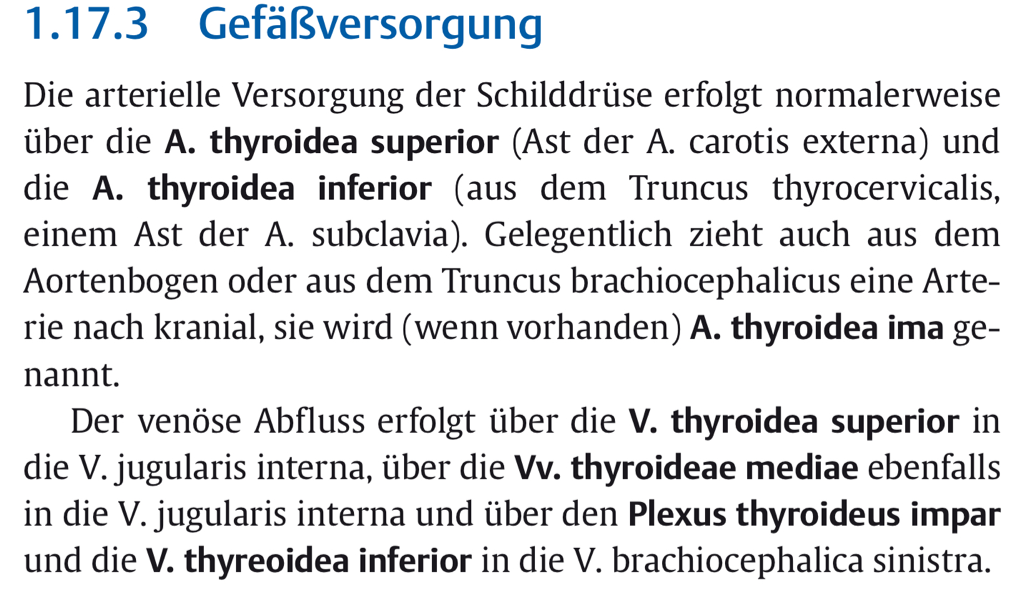 1.17.3 Gefäßversorgung
Die arterielle Versorgung der Schilddrüse erfolgt normalerweise
über die A. thyroidea superior (Ast der A. carotis externa) und
die A. thyroidea inferior (aus dem Truncus thyrocervicalis,
einem Ast der A. subclavia). Gelegentlich zieht auch aus dem
Aortenbogen oder aus dem Truncus brachiocephalicus eine Arte-
rie nach kranial, sie wird (wenn vorhanden) A. thyroidea ima ge-
nannt.
Der venöse Abfluss erfolgt über die V. thyroidea superior in
die V. jugularis interna, über die Vv. thyroideae mediae ebenfalls
in die V. jugularis interna und über den Plexus thyroideus impar
und die V. thyreoidea inferior in die V. brachiocephalica sinistra.